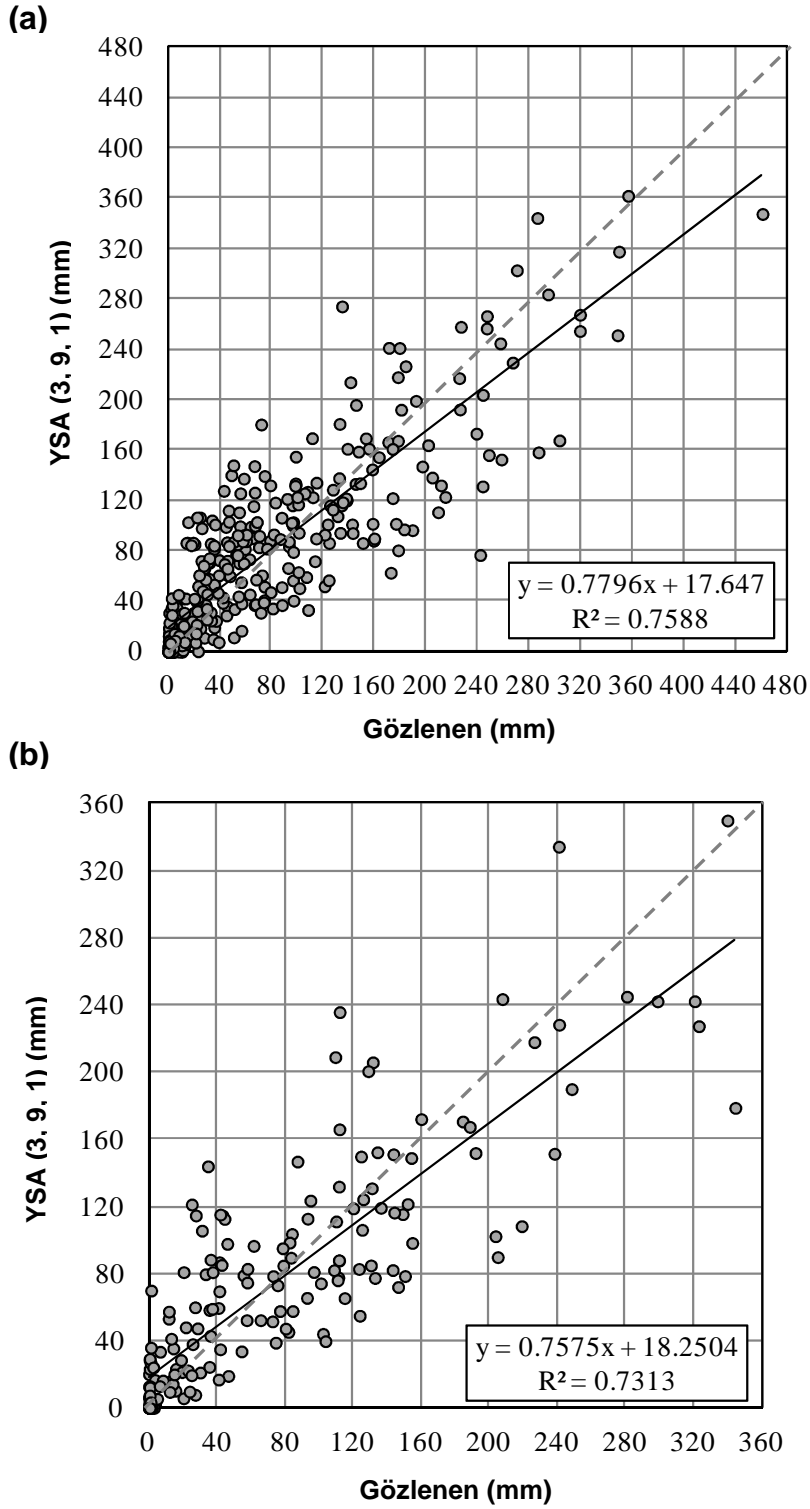 (a)
480
440
400
360
320
280
240
200
160
120
80
40
0
YSA (3, 9, 1) (mm)
y = 0.7796x + 17.647
R² = 0.7588
0 40 80 120 160 200 240 280 320 360 400 440 480
Gözlenen (mm)
(b)
360
320
280
240
200
160
120
80
40
0
YSA (3, 9, 1) (mm)
y = 0.7575x + 18.2504
R² = 0.7313
0 40 80 120 160 200 240 280 320 360
Gözlenen (mm)